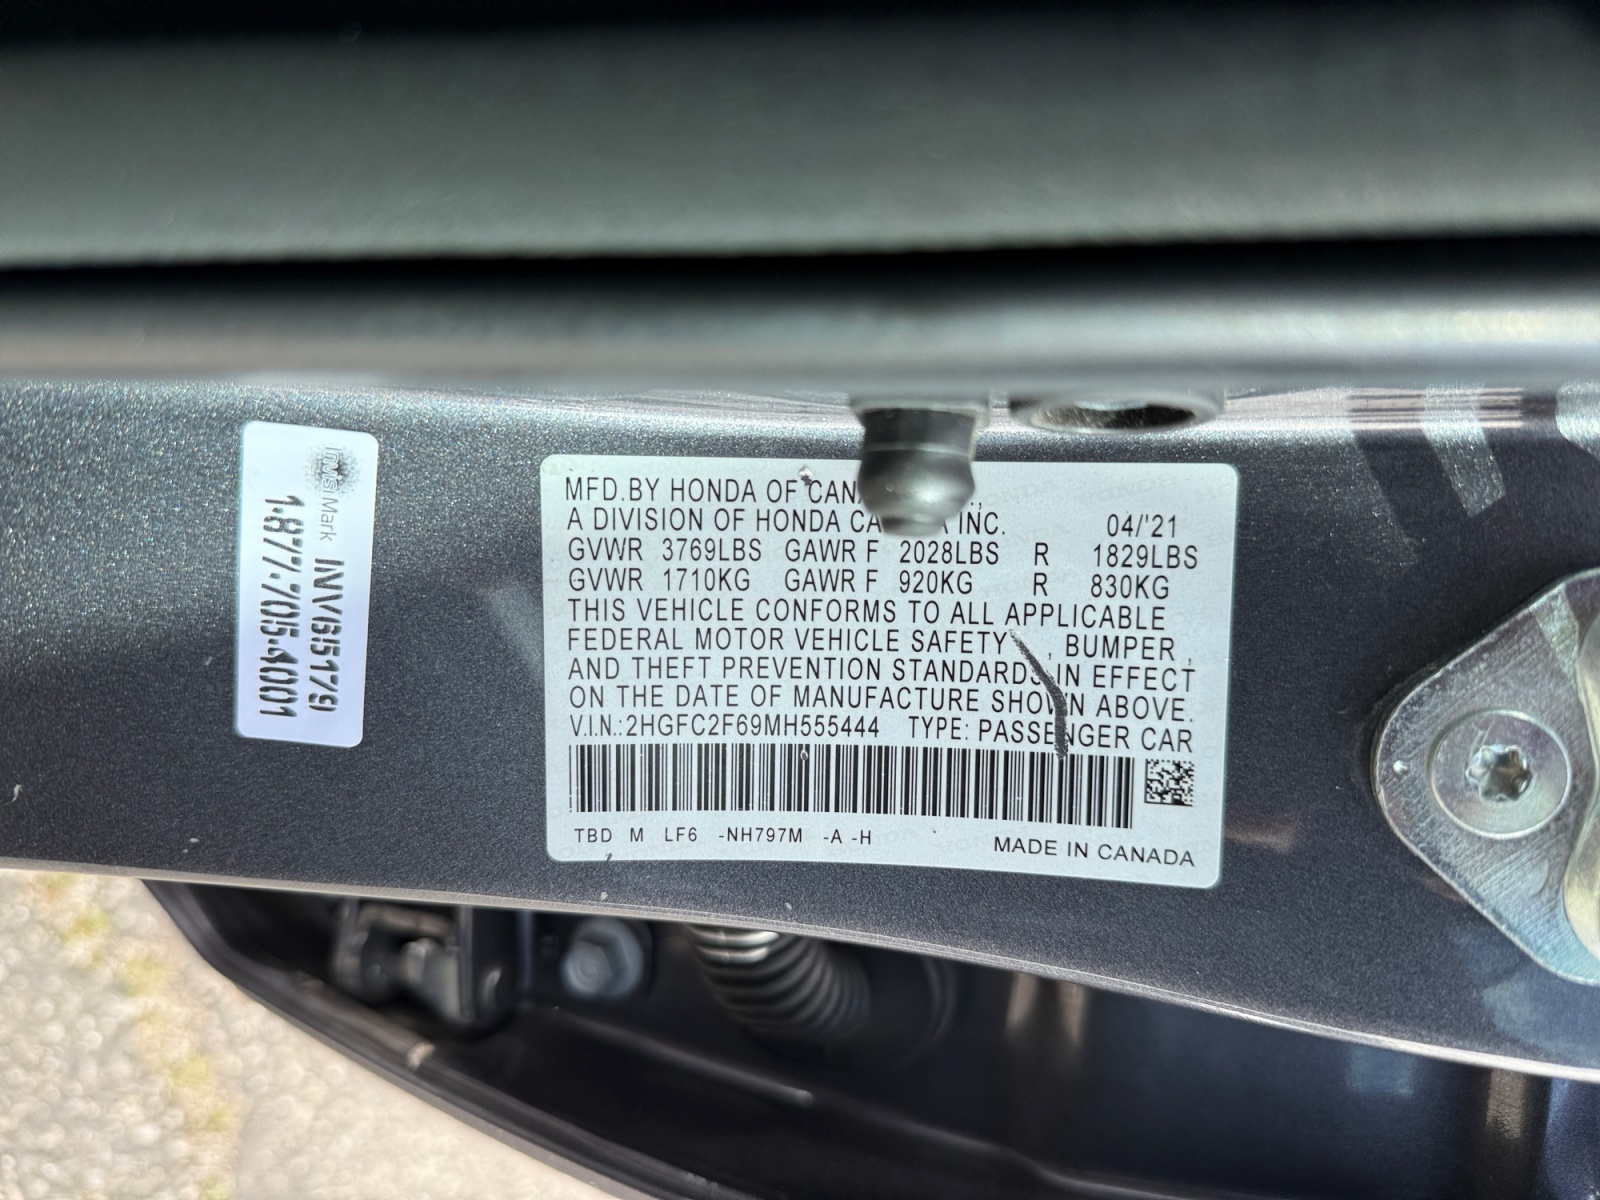 MFD.BY HONDA OF CAN
A DIVISION OF HONDA CA A INC. 04/'21
GVWR 3769LBS GAWR F 2028LBS R 1829LBS
GVWR 1710KG GAWR F 920KG R 830KG
THIS VEHICLE CONFORMS TO ALL APPLICABLE
FEDERAL MOTOR VEHICLE SAFETY , BUMPER ,
AND THEFT PREVENTION STANDARDS IN EFFECT
ON THE DATE OF MANUFACTURE SHOWN ABOVE.
V.I.N.: 2HGFC2F69MH555444 TYPE: PASSENGER CAR
TBD M LF6 -NH797M -A -H
MADE IN CANADA
InvisiMark INV615179
1·877·705·4001